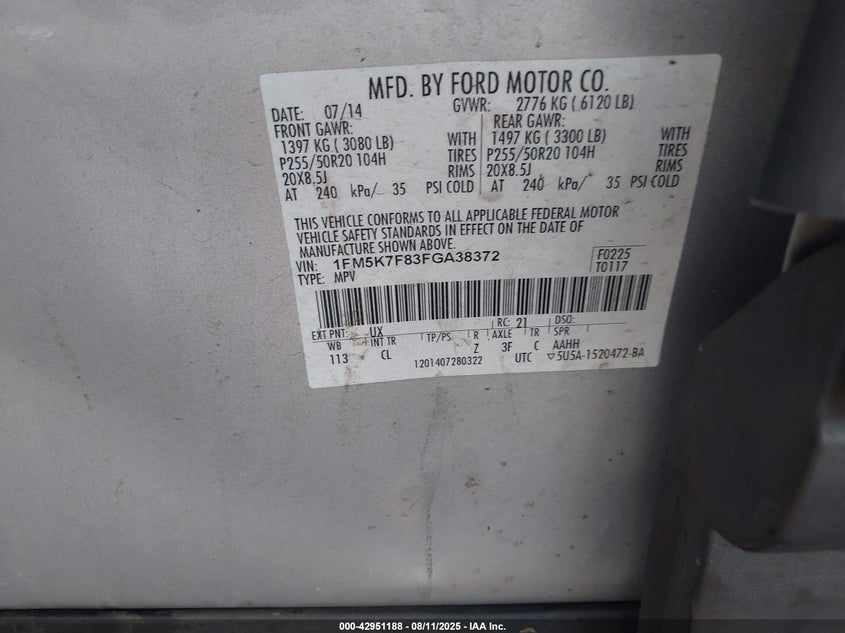 MFD. BY FORD MOTOR CO.
DATE: 07/14 GVWR: 2776 KG ( 6120 LB)
FRONT GAWR: REAR GAWR:
1397 KG ( 3080 LB) WITH 1497 KG ( 3300 LB) WITH
P255/50R20 104H TIRES P255/50R20 104H TIRES
20X8.5J RIMS 20X8.5J RIMS
AT 240 kPa/ 35 PSI COLD AT 240 kPa/ 35 PSI COLD
THIS VEHICLE CONFORMS TO ALL APPLICABLE FEDERAL MOTOR
VEHICLE SAFETY STANDARDS IN EFFECT ON THE DATE OF
MANUFACTURE SHOWN ABOVE.
VIN: 1FM5K7F83FGA38372 F0225
TYPE: MPV T0117
EXT PNT: UX RC: 21 DSO:
WB INT TR TP/PS R AXLE TR SPR
113 CL Z 3F C AAHH
1201407280322 UTC ▽5U5A-1520472-BA
000-42951188 - 08/11/2025 - IAA Inc.